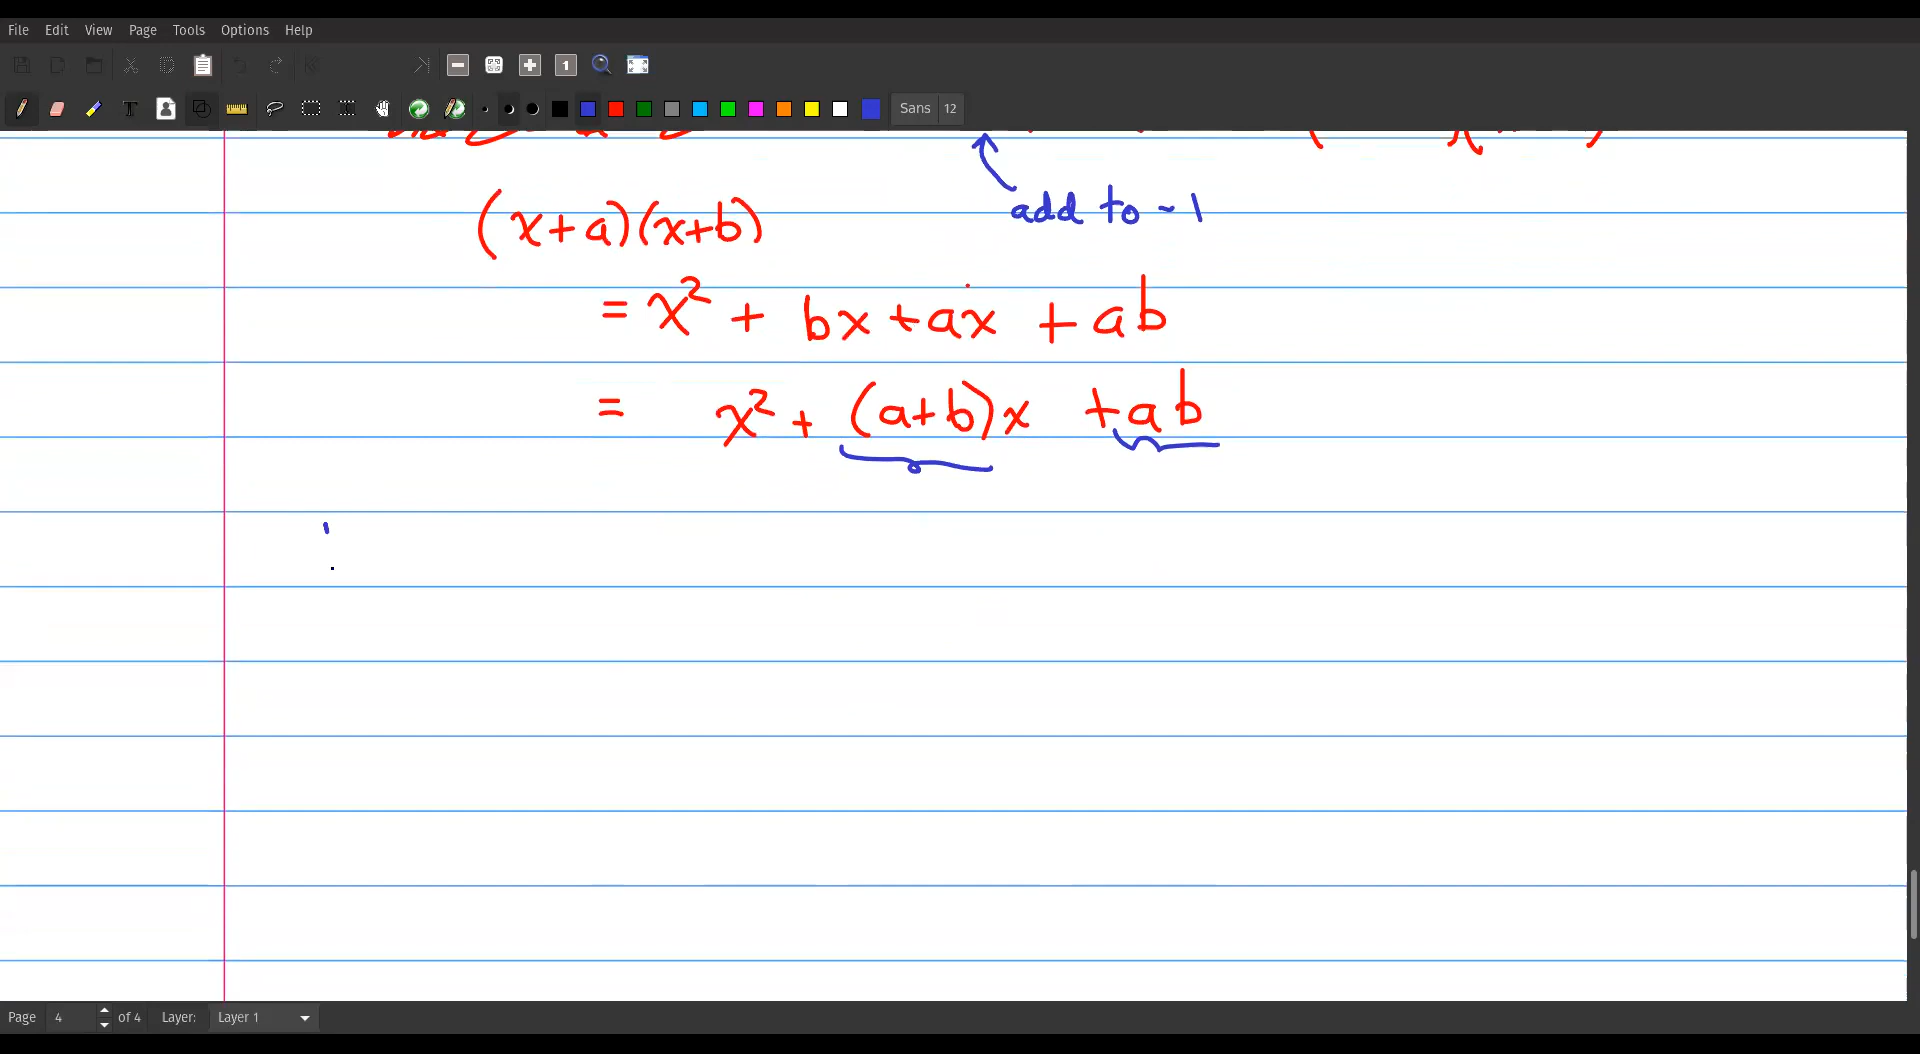 File Edit View Page Tools Options Help
1
Sans 12
add to -1
(x+a)(x+b)
= x² + bx + ax + ab
= x² + (a+b)x + ab
Page 4 of 4 Layer: Layer 1